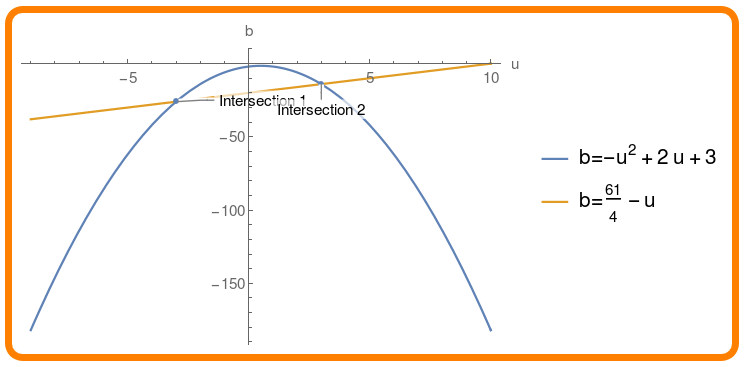 b
u
−5
5
10
Intersection 1
Intersection 2
−50
−100
−150
b=−u² + 2 u + 3
b=61/4 − u